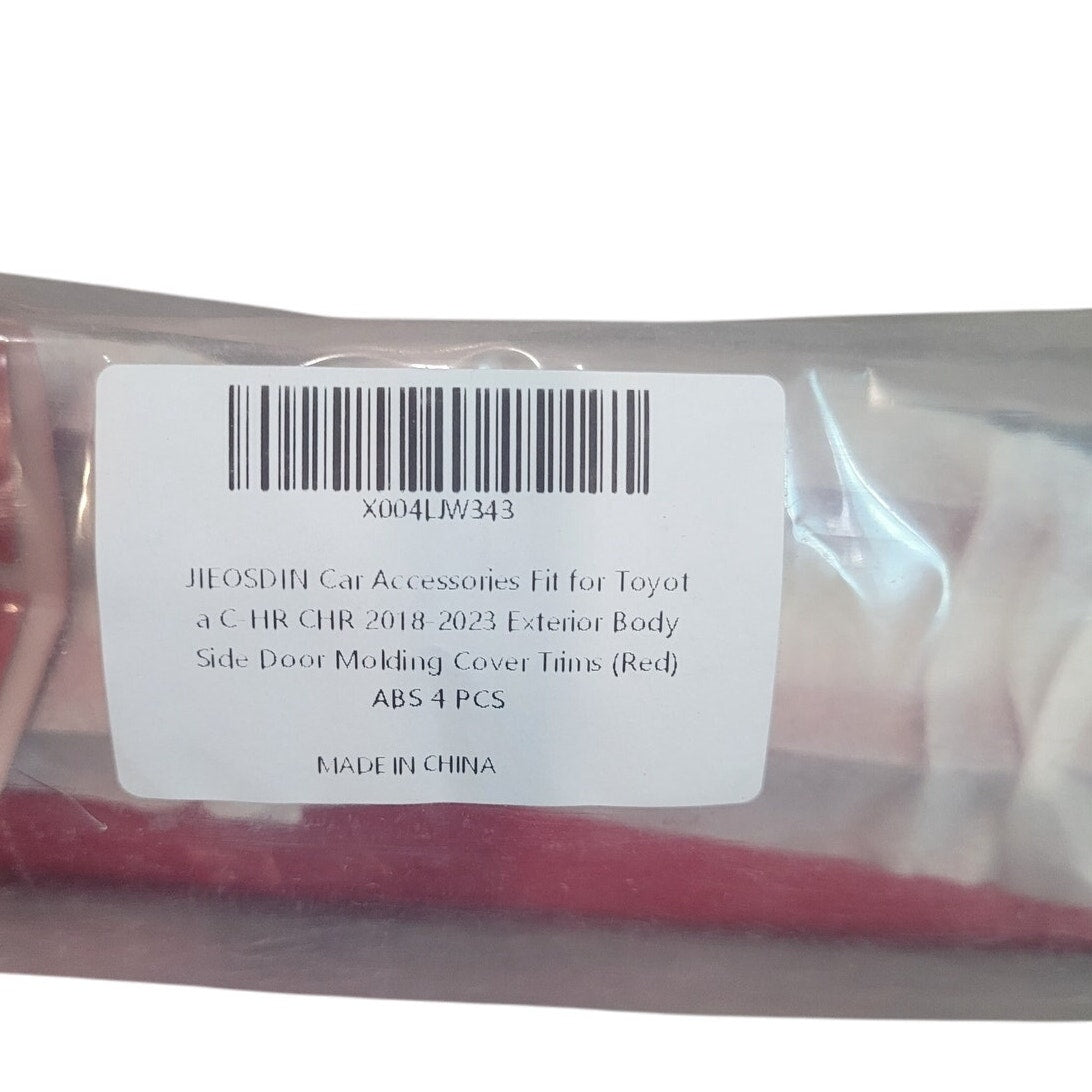 X004LJW343
JIEOSDIN Car Accessories Fit for Toyot
a C-HR CHR 2018-2023 Exterior Body
Side Door Molding Cover Trims (Red)
ABS 4 PCS
MADE IN CHINA